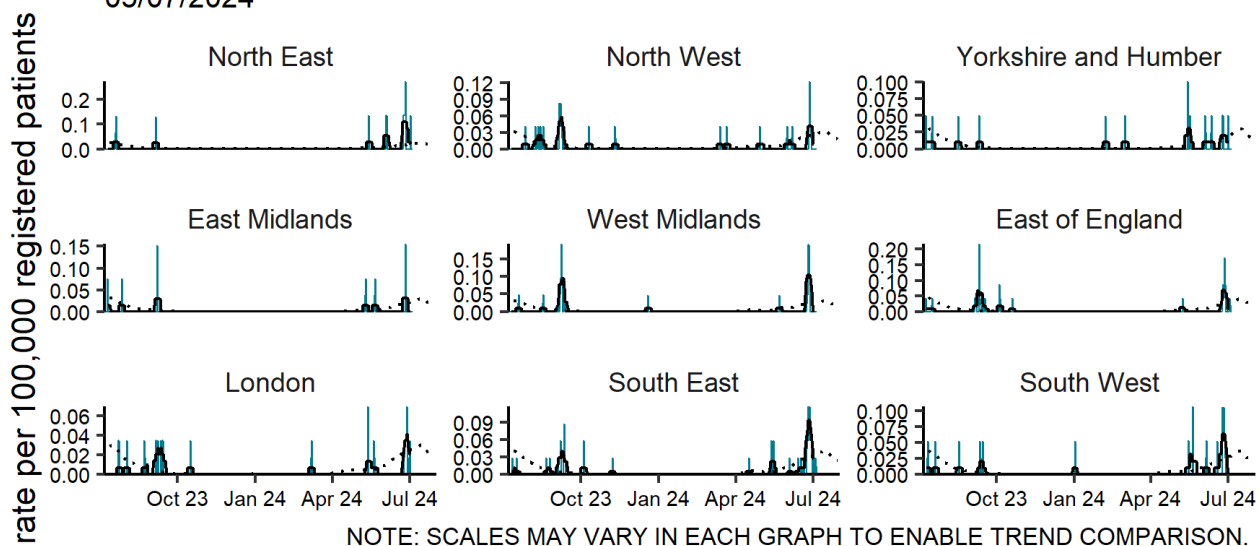 05/07/2024
rate per 100,000 registered patients
North East
North West
Yorkshire and Humber
0.2
0.1
0.0
0.12
0.09
0.06
0.03
0.00
0.100
0.075
0.050
0.025
0.000
East Midlands
West Midlands
East of England
0.15
0.10
0.05
0.00
0.15
0.10
0.05
0.00
0.20
0.15
0.10
0.05
0.00
London
South East
South West
0.06
0.04
0.02
0.00
0.09
0.06
0.03
0.00
0.100
0.075
0.050
0.025
0.000
Oct 23 Jan 24 Apr 24 Jul 24
Oct 23 Jan 24 Apr 24 Jul 24
Oct 23 Jan 24 Apr 24 Jul 24
NOTE: SCALES MAY VARY IN EACH GRAPH TO ENABLE TREND COMPARISON.